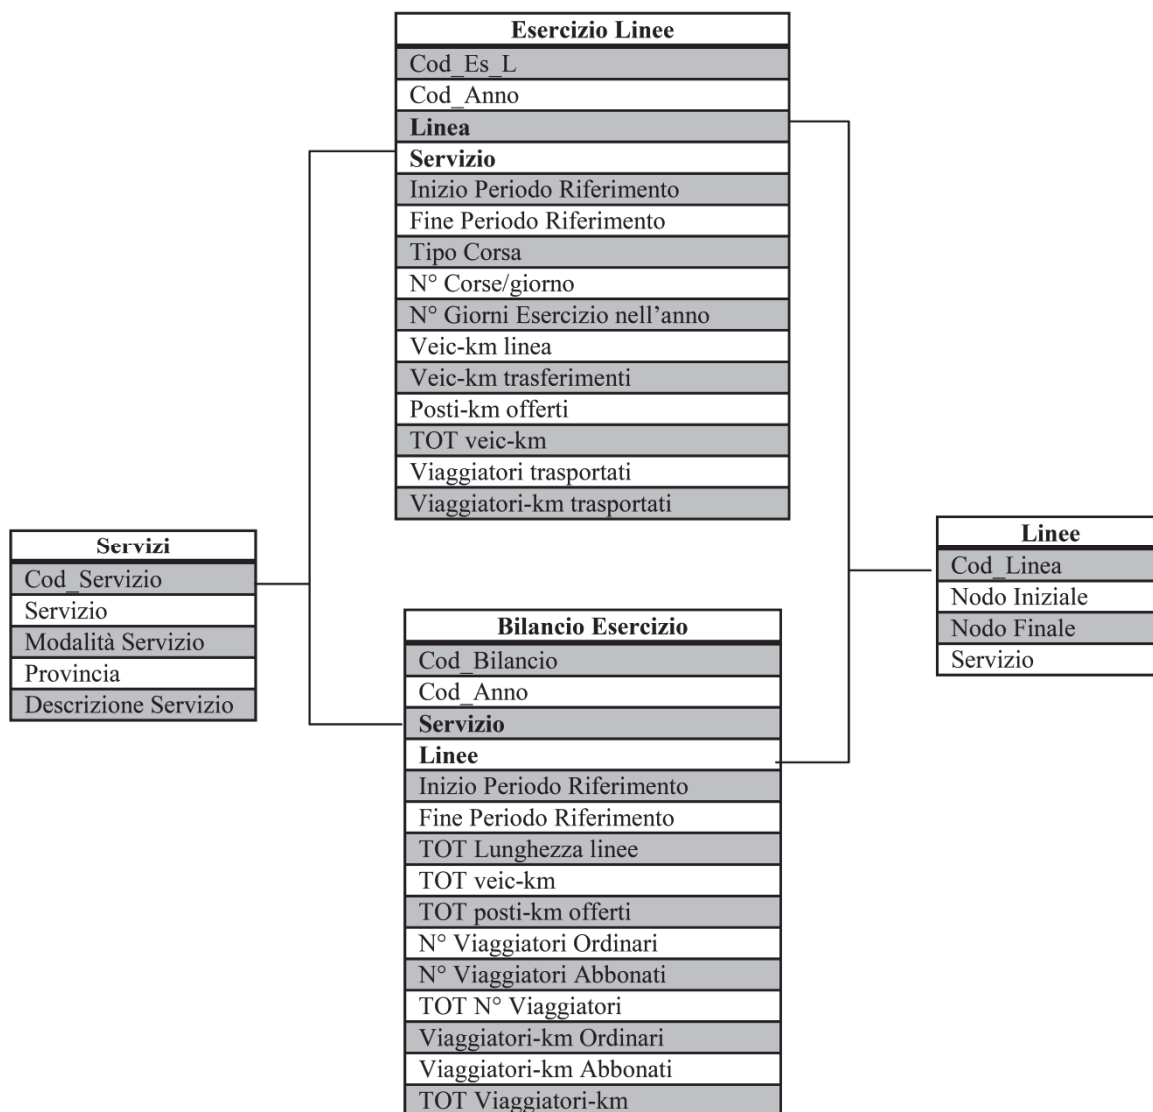 Esercizio Linee
Cod_Es_L
Cod_Anno
Linea
Servizio
Inizio Periodo Riferimento
Fine Periodo Riferimento
Tipo Corsa
N° Corse/giorno
N° Giorni Esercizio nell’anno
Veic-km linea
Veic-km trasferimenti
Posti-km offerti
TOT veic-km
Viaggiatori trasportati
Viaggiatori-km trasportati
Servizi
Cod_Servizio
Servizio
Modalità Servizio
Provincia
Descrizione Servizio
Linee
Cod_Linea
Nodo Iniziale
Nodo Finale
Servizio
Bilancio Esercizio
Cod_Bilancio
Cod_Anno
Servizio
Linee
Inizio Periodo Riferimento
Fine Periodo Riferimento
TOT Lunghezza linee
TOT veic-km
TOT posti-km offerti
N° Viaggiatori Ordinari
N° Viaggiatori Abbonati
TOT N° Viaggiatori
Viaggiatori-km Ordinari
Viaggiatori-km Abbonati
TOT Viaggiatori-km